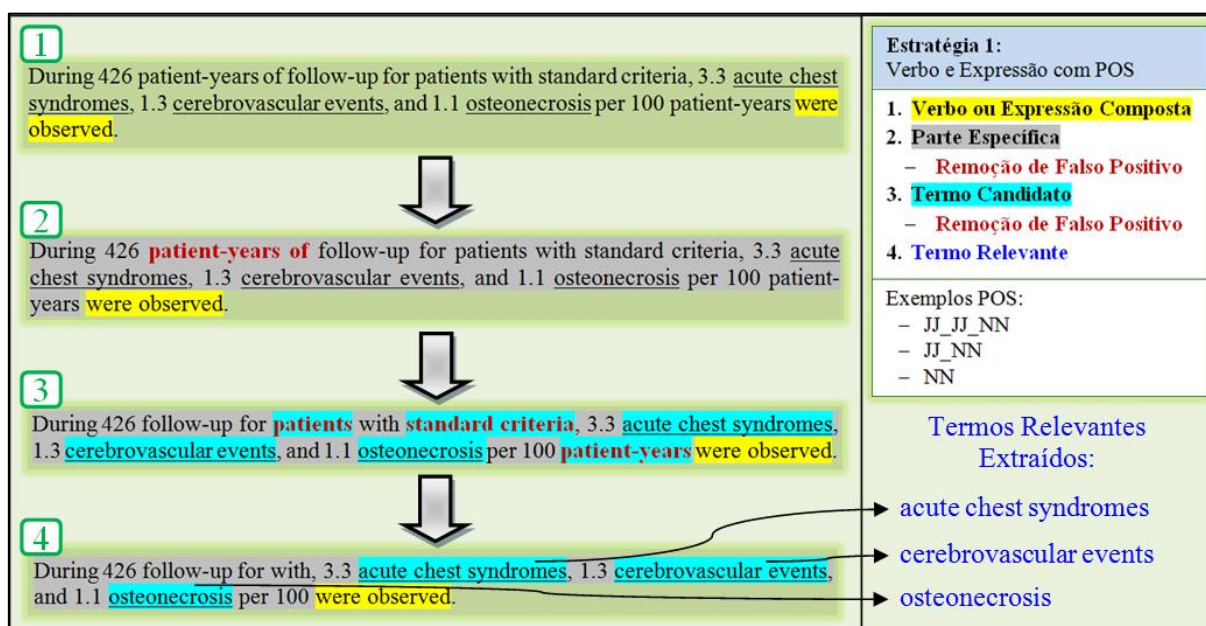 1
During 426 patient-years of follow-up for patients with standard criteria, 3.3 acute chest
syndromes, 1.3 cerebrovascular events, and 1.1 osteonecrosis per 100 patient-years were
observed.
2
During 426 patient-years of follow-up for patients with standard criteria, 3.3 acute
chest syndromes, 1.3 cerebrovascular events, and 1.1 osteonecrosis per 100 patient-
years were observed.
3
During 426 follow-up for patients with standard criteria, 3.3 acute chest syndromes,
1.3 cerebrovascular events, and 1.1 osteonecrosis per 100 patient-years were observed.
4
During 426 follow-up for with, 3.3 acute chest syndromes, 1.3 cerebrovascular events,
and 1.1 osteonecrosis per 100 were observed.
Estratégia 1:
Verbo e Expressão com POS
1. Verbo ou Expressão Composta
2. Parte Específica
– Remoção de Falso Positivo
3. Termo Candidato
– Remoção de Falso Positivo
4. Termo Relevante
Exemplos POS:
– JJ_JJ_NN
– JJ_NN
– NN
Termos Relevantes
Extraídos:
acute chest syndromes
cerebrovascular events
osteonecrosis